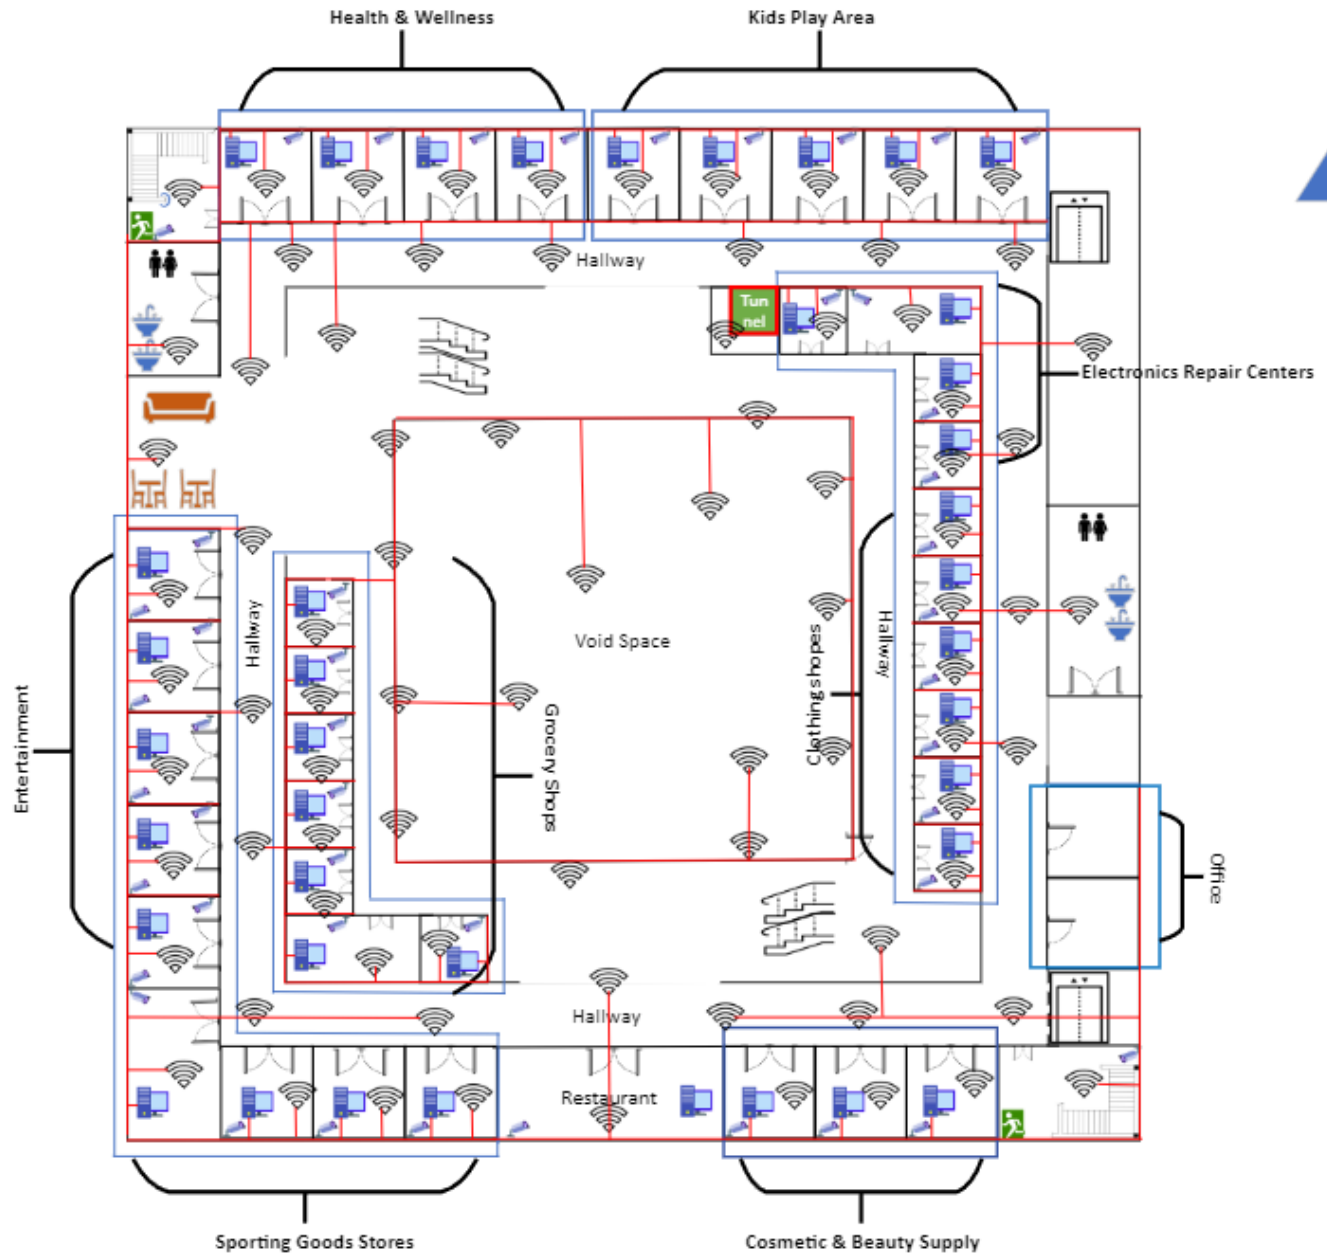 Health & Wellness
Kids Play Area
Hallway
Tun
nel
Electronics Repair Centers
Entertainment
Hallway
Grocery Shops
Void Space
Clothing shopes
Hallway
Office
Hallway
Restaurant
Sporting Goods Stores
Cosmetic & Beauty Supply